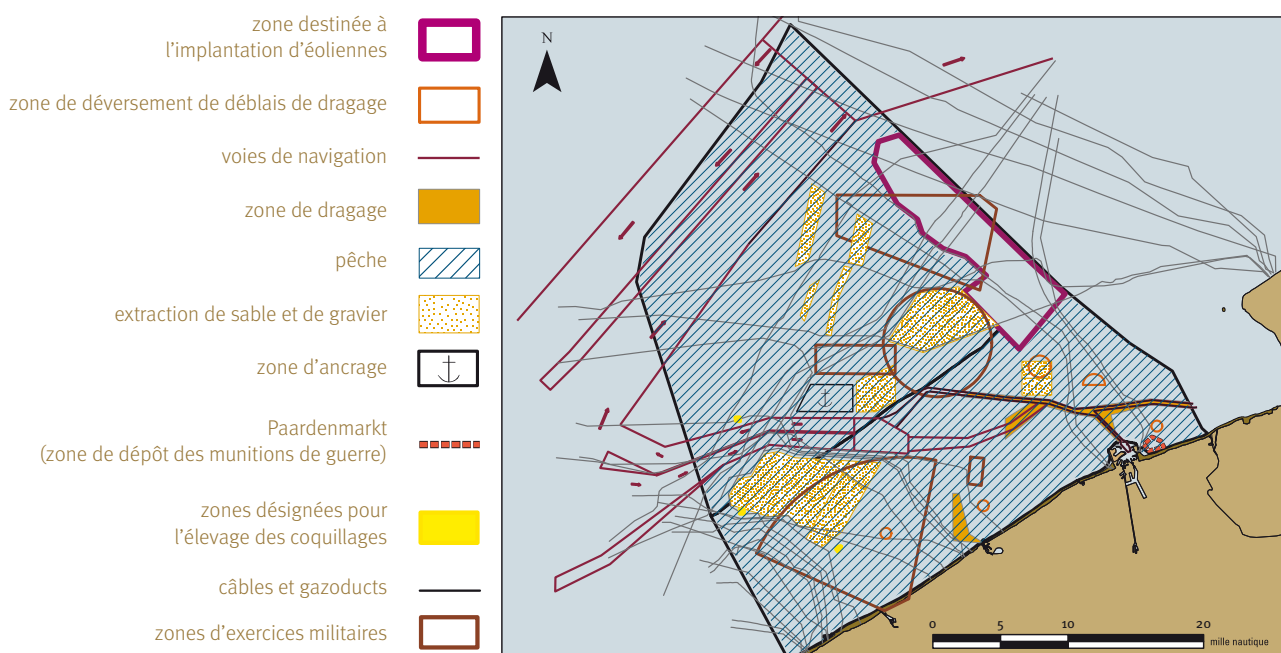 zone destinée à
l'implantation d'éoliennes
zone de déversement de déblais de dragage
voies de navigation
zone de dragage
pêche
extraction de sable et de gravier
zone d'ancrage
Paardenmarkt
(zone de dépôt des munitions de guerre)
zones désignées pour
l'élevage des coquillages
câbles et gazoducts
zones d'exercices militaires
N
0 5 10 20
mille nautique